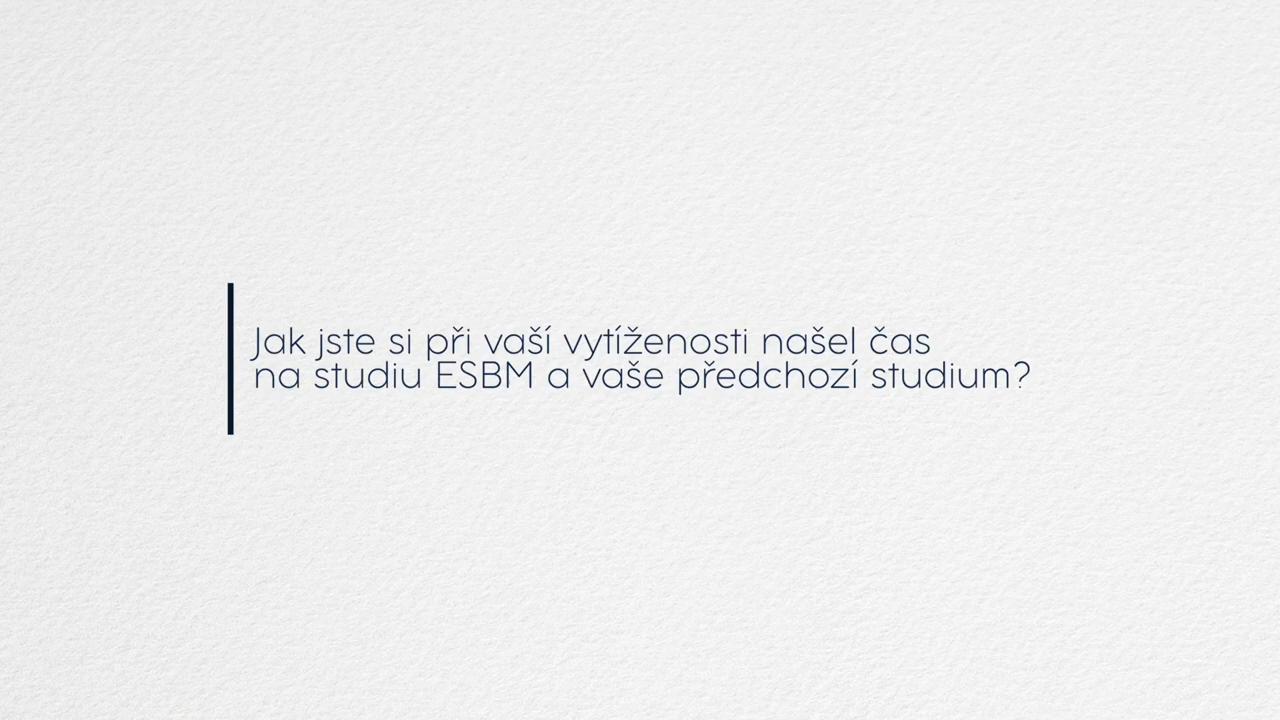 Jak jste si při vaší vytíženosti našel čas
na studiu ESBM a vaše předchozí studium?